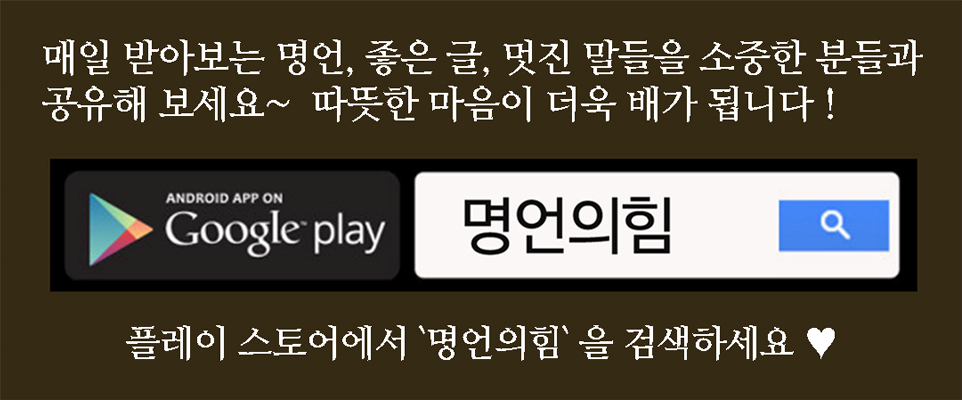 매일 받아보는 명언, 좋은 글, 멋진 말들을 소중한 분들과
공유해 보세요~ 따뜻한 마음이 더욱 배가 됩니다 !
ANDROID APP ON
Google™ play
명언의힘
플레이 스토어에서 `명언의힘` 을 검색하세요 ♥